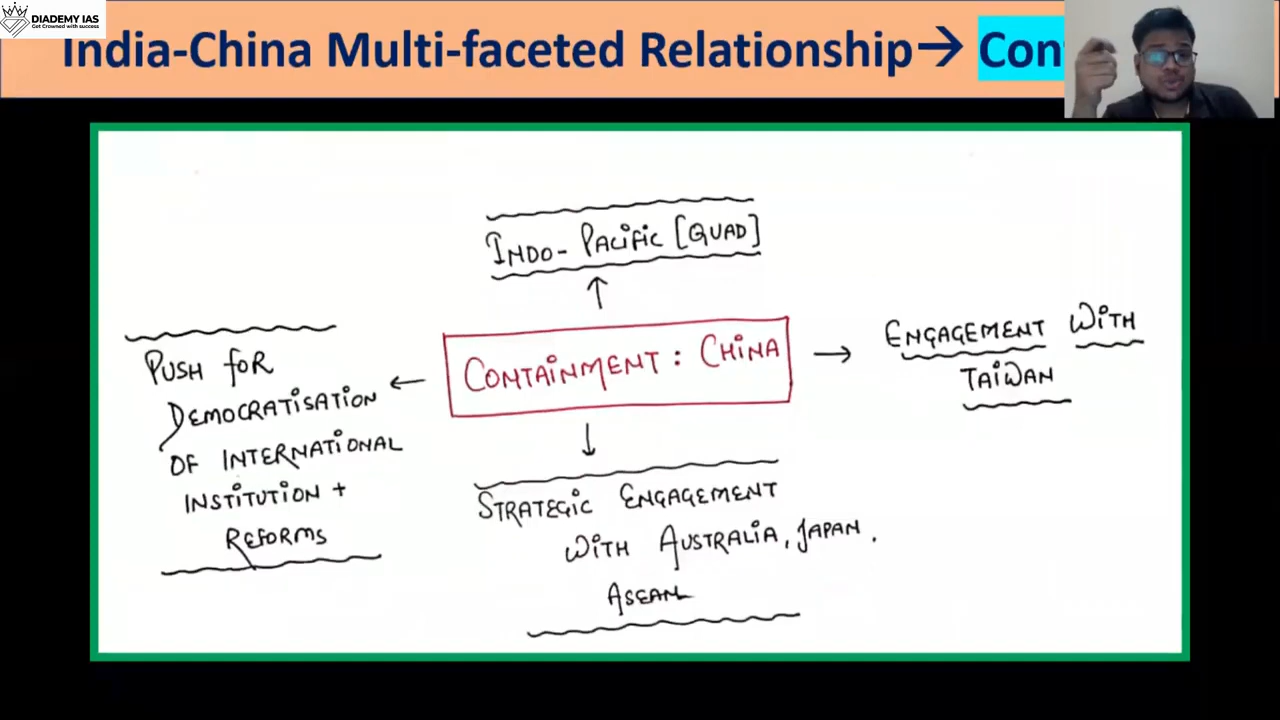 DIADEMY IAS
Get Crowned with success
India-China Multi-faceted Relationship→
INDO- PACIFIC [QUAD]
CONTAINMENT: CHINA
ENGAGEMENT WITH
TAIWAN
PUSH FOR
DEMOCRATISATION
OF INTERNATIONAL
INSTITUTION +
REFORMS
STRATEGIC ENGAGEMENT
WITH AUSTRALIA, JAPAN.
ASEAN